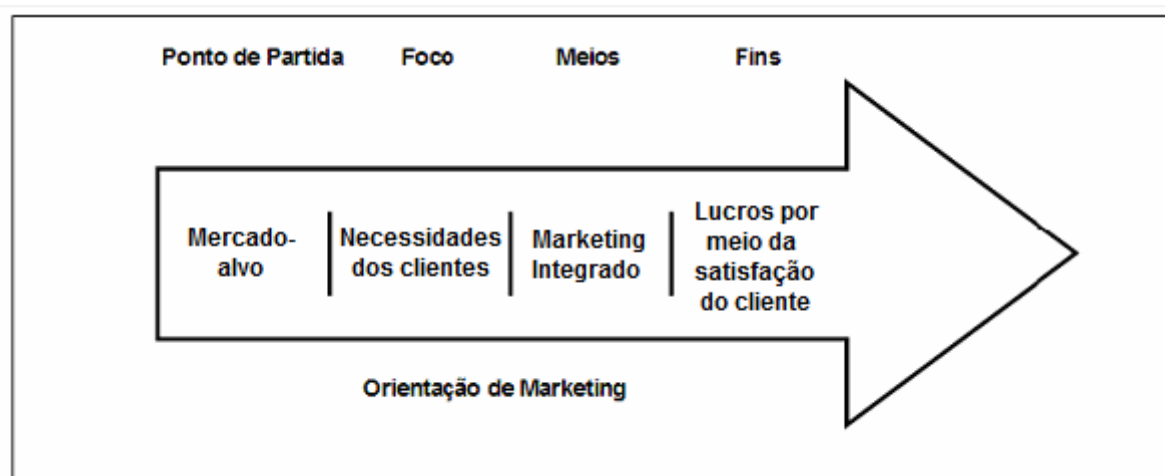 Ponto de Partida Foco Meios Fins
Mercado-
alvo
Necessidades
dos clientes
Marketing
Integrado
Lucros por
meio da
satisfação
do cliente
Orientação de Marketing